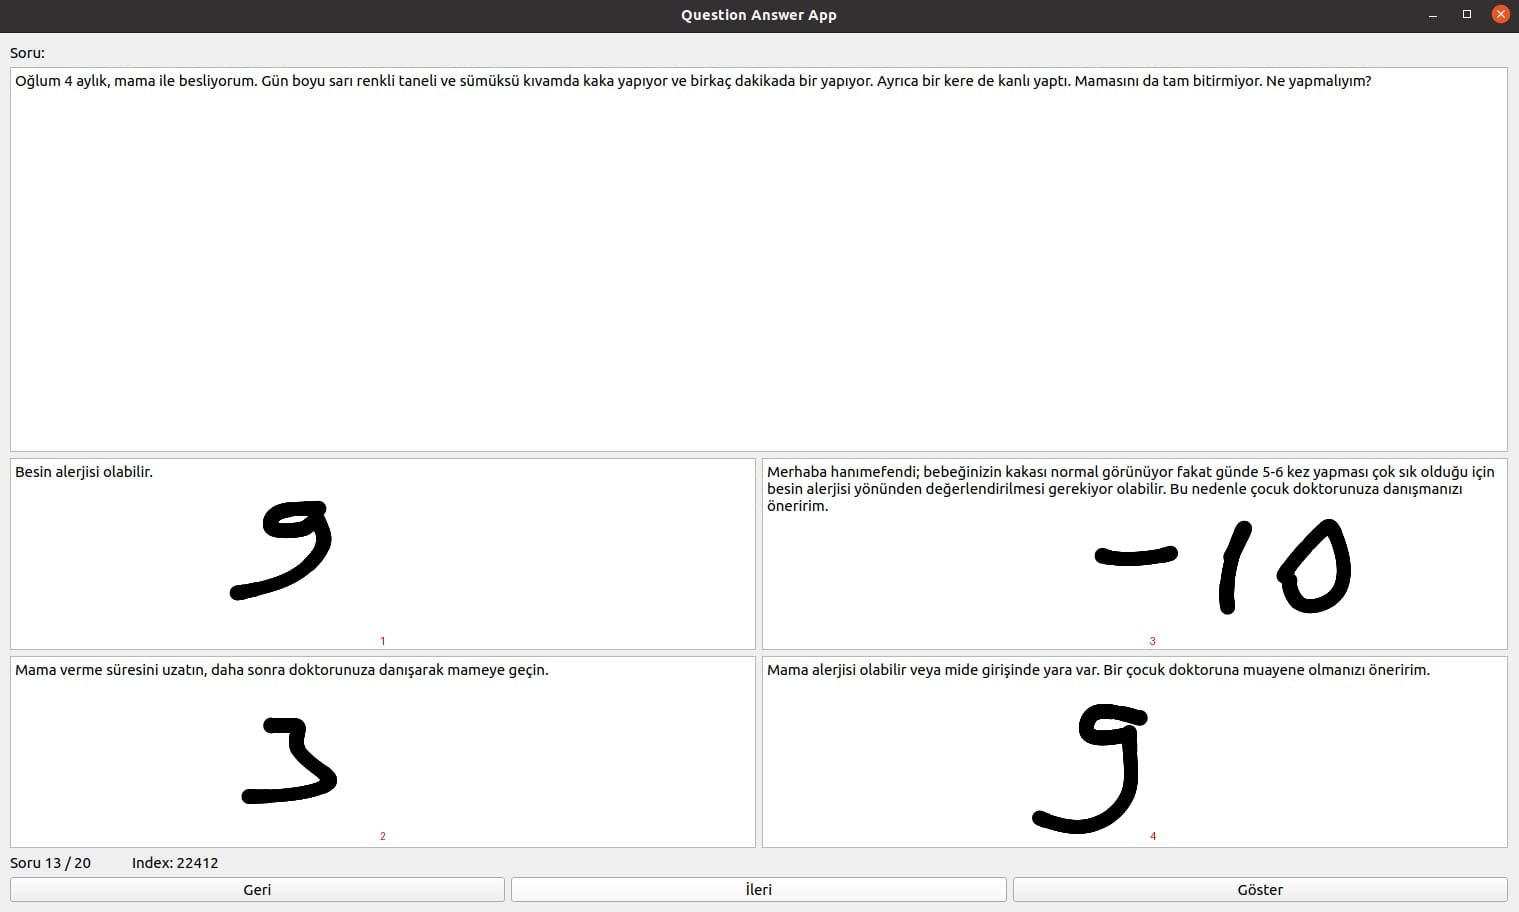 Question Answer App
Soru:
Oğlum 4 aylık, mama ile besliyorum. Gün boyu sarı renkli taneli ve sümüksü kıvamda kaka yapıyor ve birkaç dakikada bir yapıyor. Ayrıca bir kere de kanlı yaptı. Mamasını da tam bitirmiyor. Ne yapmalıyım?
Besin alerjisi olabilir.
9
1
Merhaba hanımefendi; bebeğinizin kakası normal görünüyor fakat günde 5-6 kez yapması çok sık olduğu için
besin alerjisi yönünden değerlendirilmesi gerekiyor olabilir. Bu nedenle çocuk doktorunuza danışmanızı
öneririm.
-10
3
Mama verme süresini uzatın, daha sonra doktorunuza danışarak mameye geçin.
3
2
Mama alerjisi olabilir veya mide girişinde yara var. Bir çocuk doktoruna muayene olmanızı öneririm.
9
4
Soru 13 / 20 Index: 22412
Geri İleri Göster